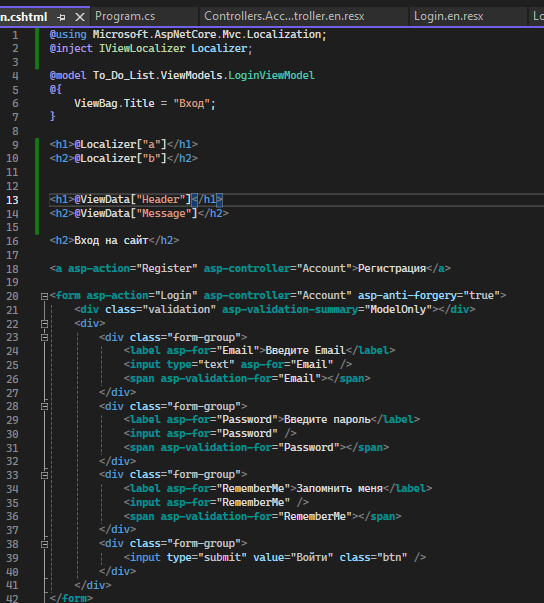 n.cshtml Program.cs Controllers.Acc...troller.en.resx Login.en.resx Lo
1 @using Microsoft.AspNetCore.Mvc.Localization;
2 @inject IViewLocalizer Localizer;
3
4 @model To_Do_List.ViewModels.LoginViewModel
5 @{
6 ViewBag.Title = "Вход";
7 }
8
9 <h1>@Localizer["a"]</h1>
10 <h2>@Localizer["b"]</h2>
11
12
13 <h1>@ViewData["Header"]</h1>
14 <h2>@ViewData["Message"]</h2>
15
16 <h2>Вход на сайт</h2>
17
18 <a asp-action="Register" asp-controller="Account">Регистрация</a>
19
20 <form asp-action="Login" asp-controller="Account" asp-anti-forgery="true">
21 <div class="validation" asp-validation-summary="ModelOnly"></div>
22 <div>
23 <div class="form-group">
24 <label asp-for="Email">Введите Email</label>
25 <input type="text" asp-for="Email" />
26 <span asp-validation-for="Email"></span>
27 </div>
28 <div class="form-group">
29 <label asp-for="Password">Введите пароль</label>
30 <input asp-for="Password" />
31 <span asp-validation-for="Password"></span>
32 </div>
33 <div class="form-group">
34 <label asp-for="RememberMe">Запомнить меня</label>
35 <input asp-for="RememberMe" />
36 <span asp-validation-for="RememberMe"></span>
37 </div>
38 <div class="form-group">
39 <input type="submit" value="Войти" class="btn" />
40 </div>
41 </div>
42 </form>